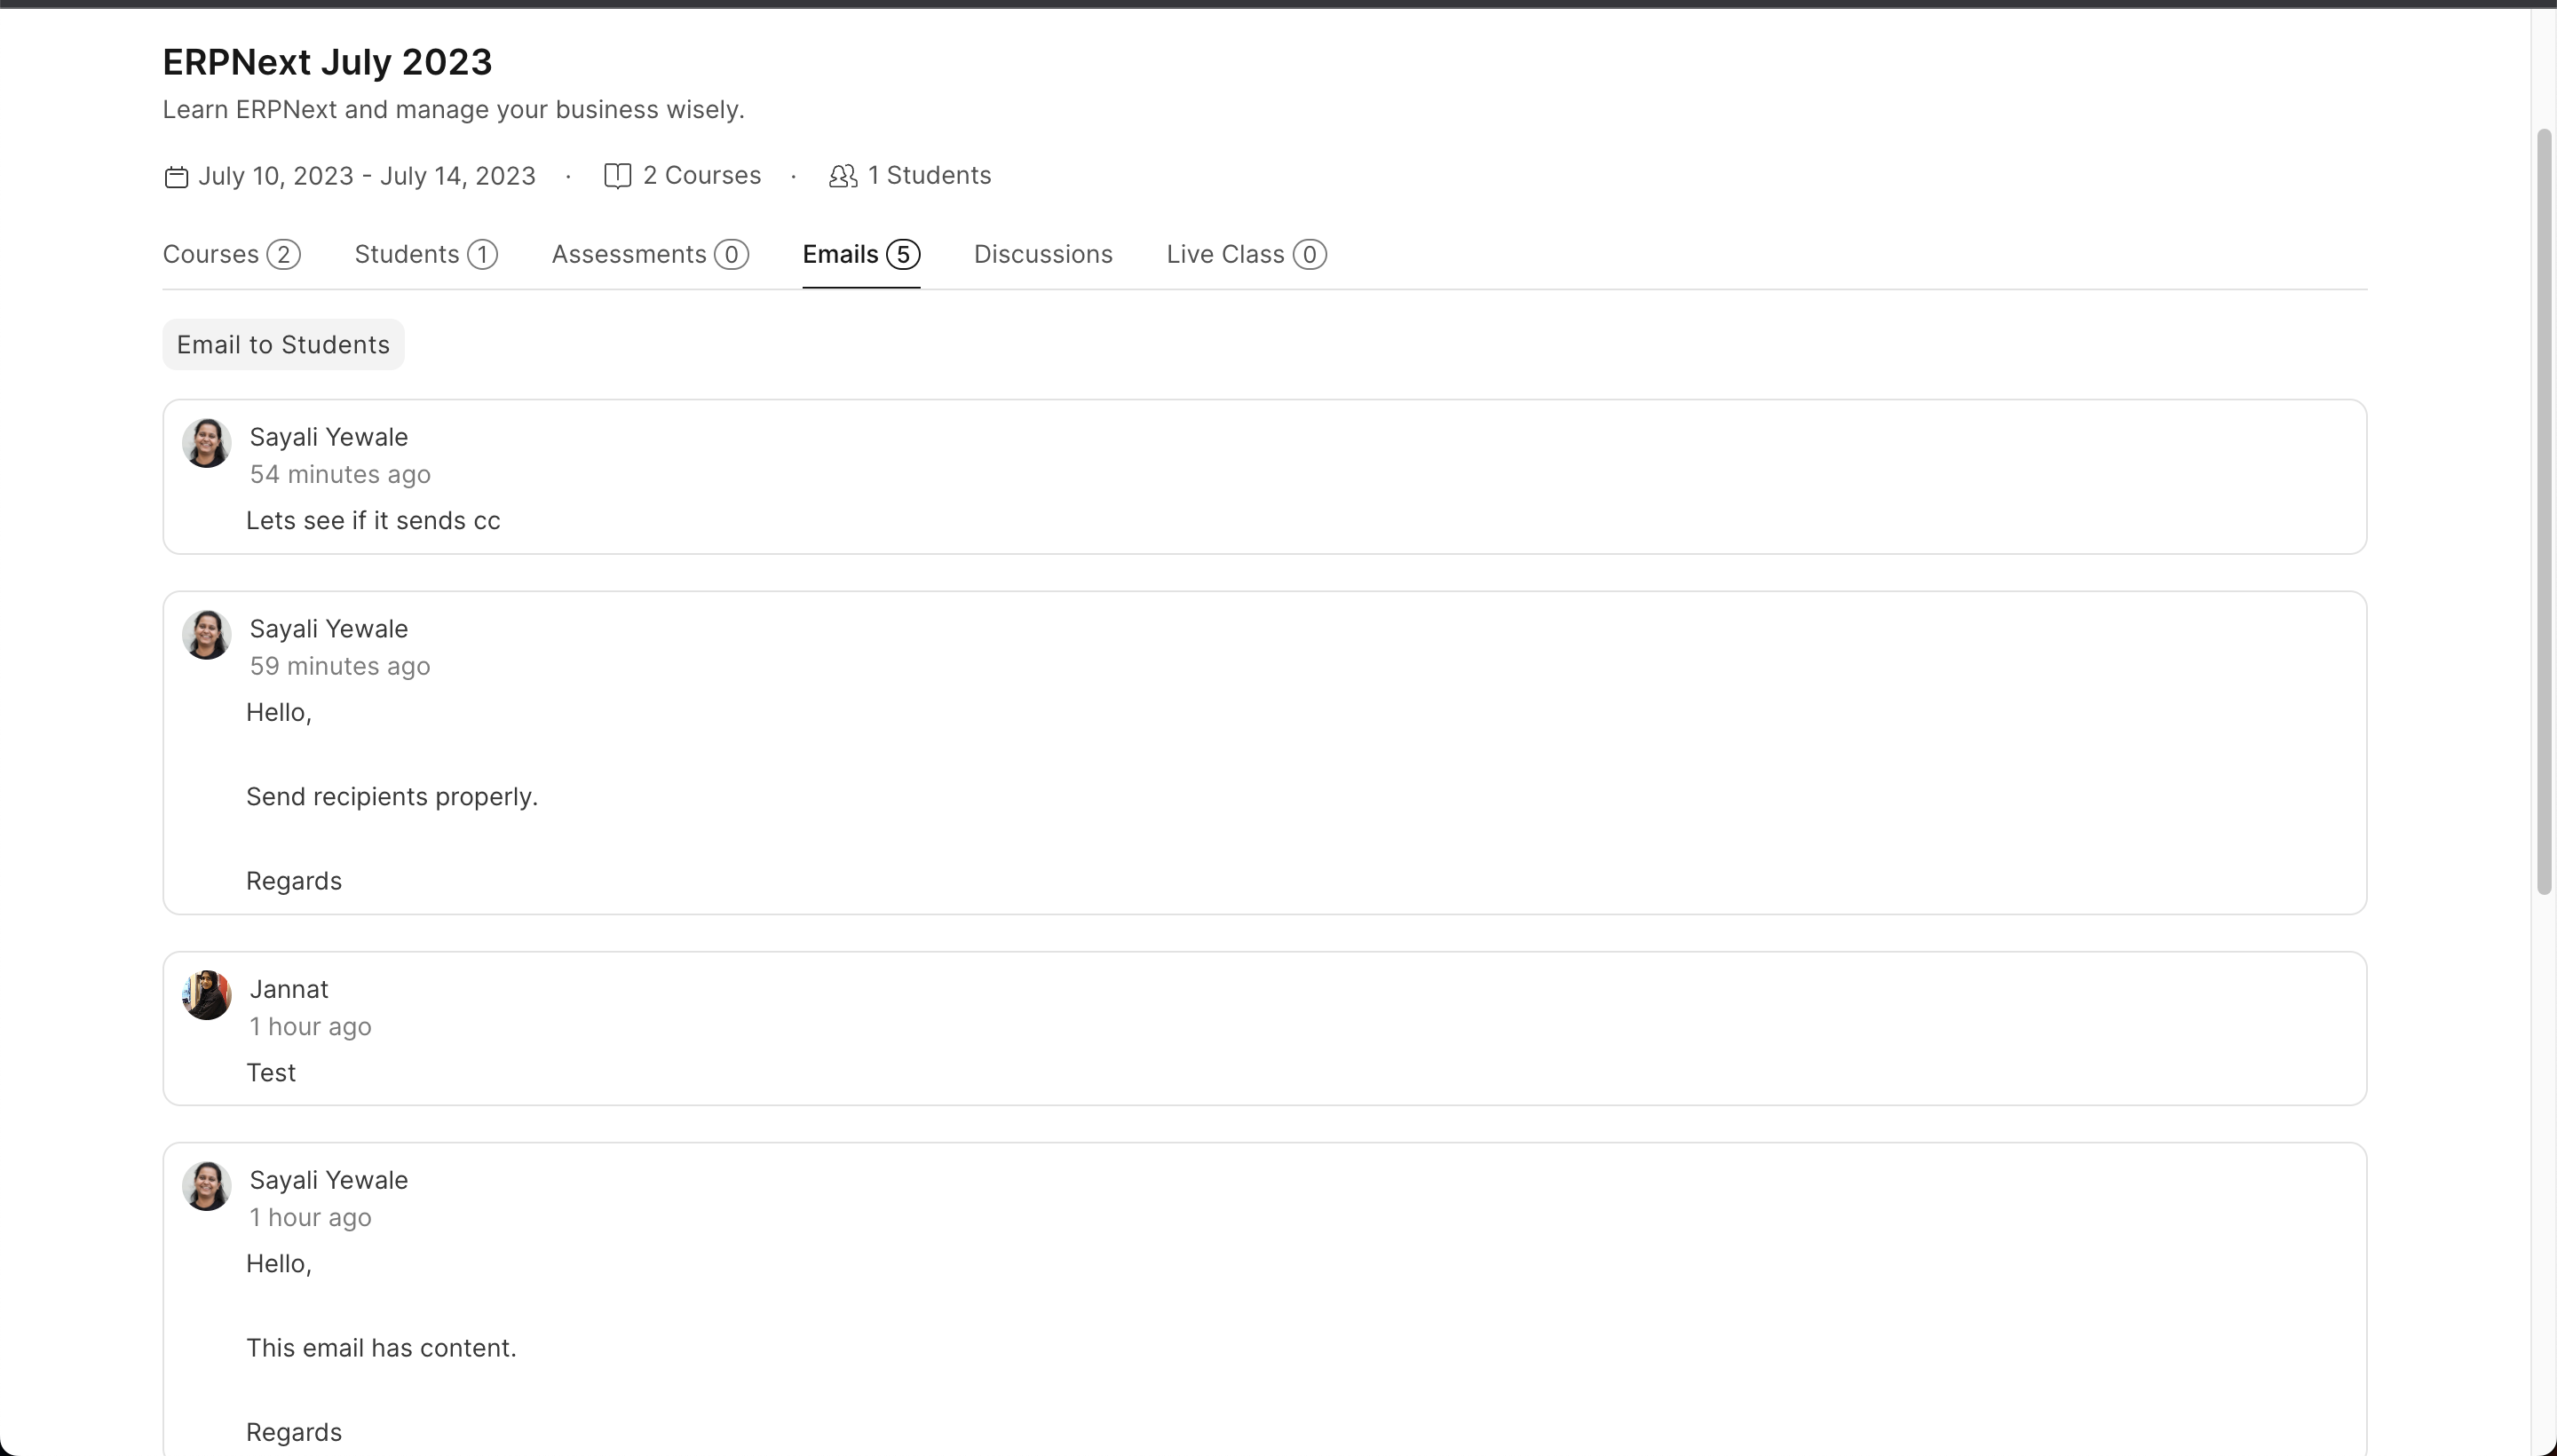 ERPNext July 2023
Learn ERPNext and manage your business wisely.
July 10, 2023 - July 14, 2023 · 2 Courses · 1 Students
Courses 2 Students 1 Assessments 0 Emails 5 Discussions Live Class 0
Email to Students
Sayali Yewale
54 minutes ago
Lets see if it sends cc
Sayali Yewale
59 minutes ago
Hello,
Send recipients properly.
Regards
Jannat
1 hour ago
Test
Sayali Yewale
1 hour ago
Hello,
This email has content.
Regards